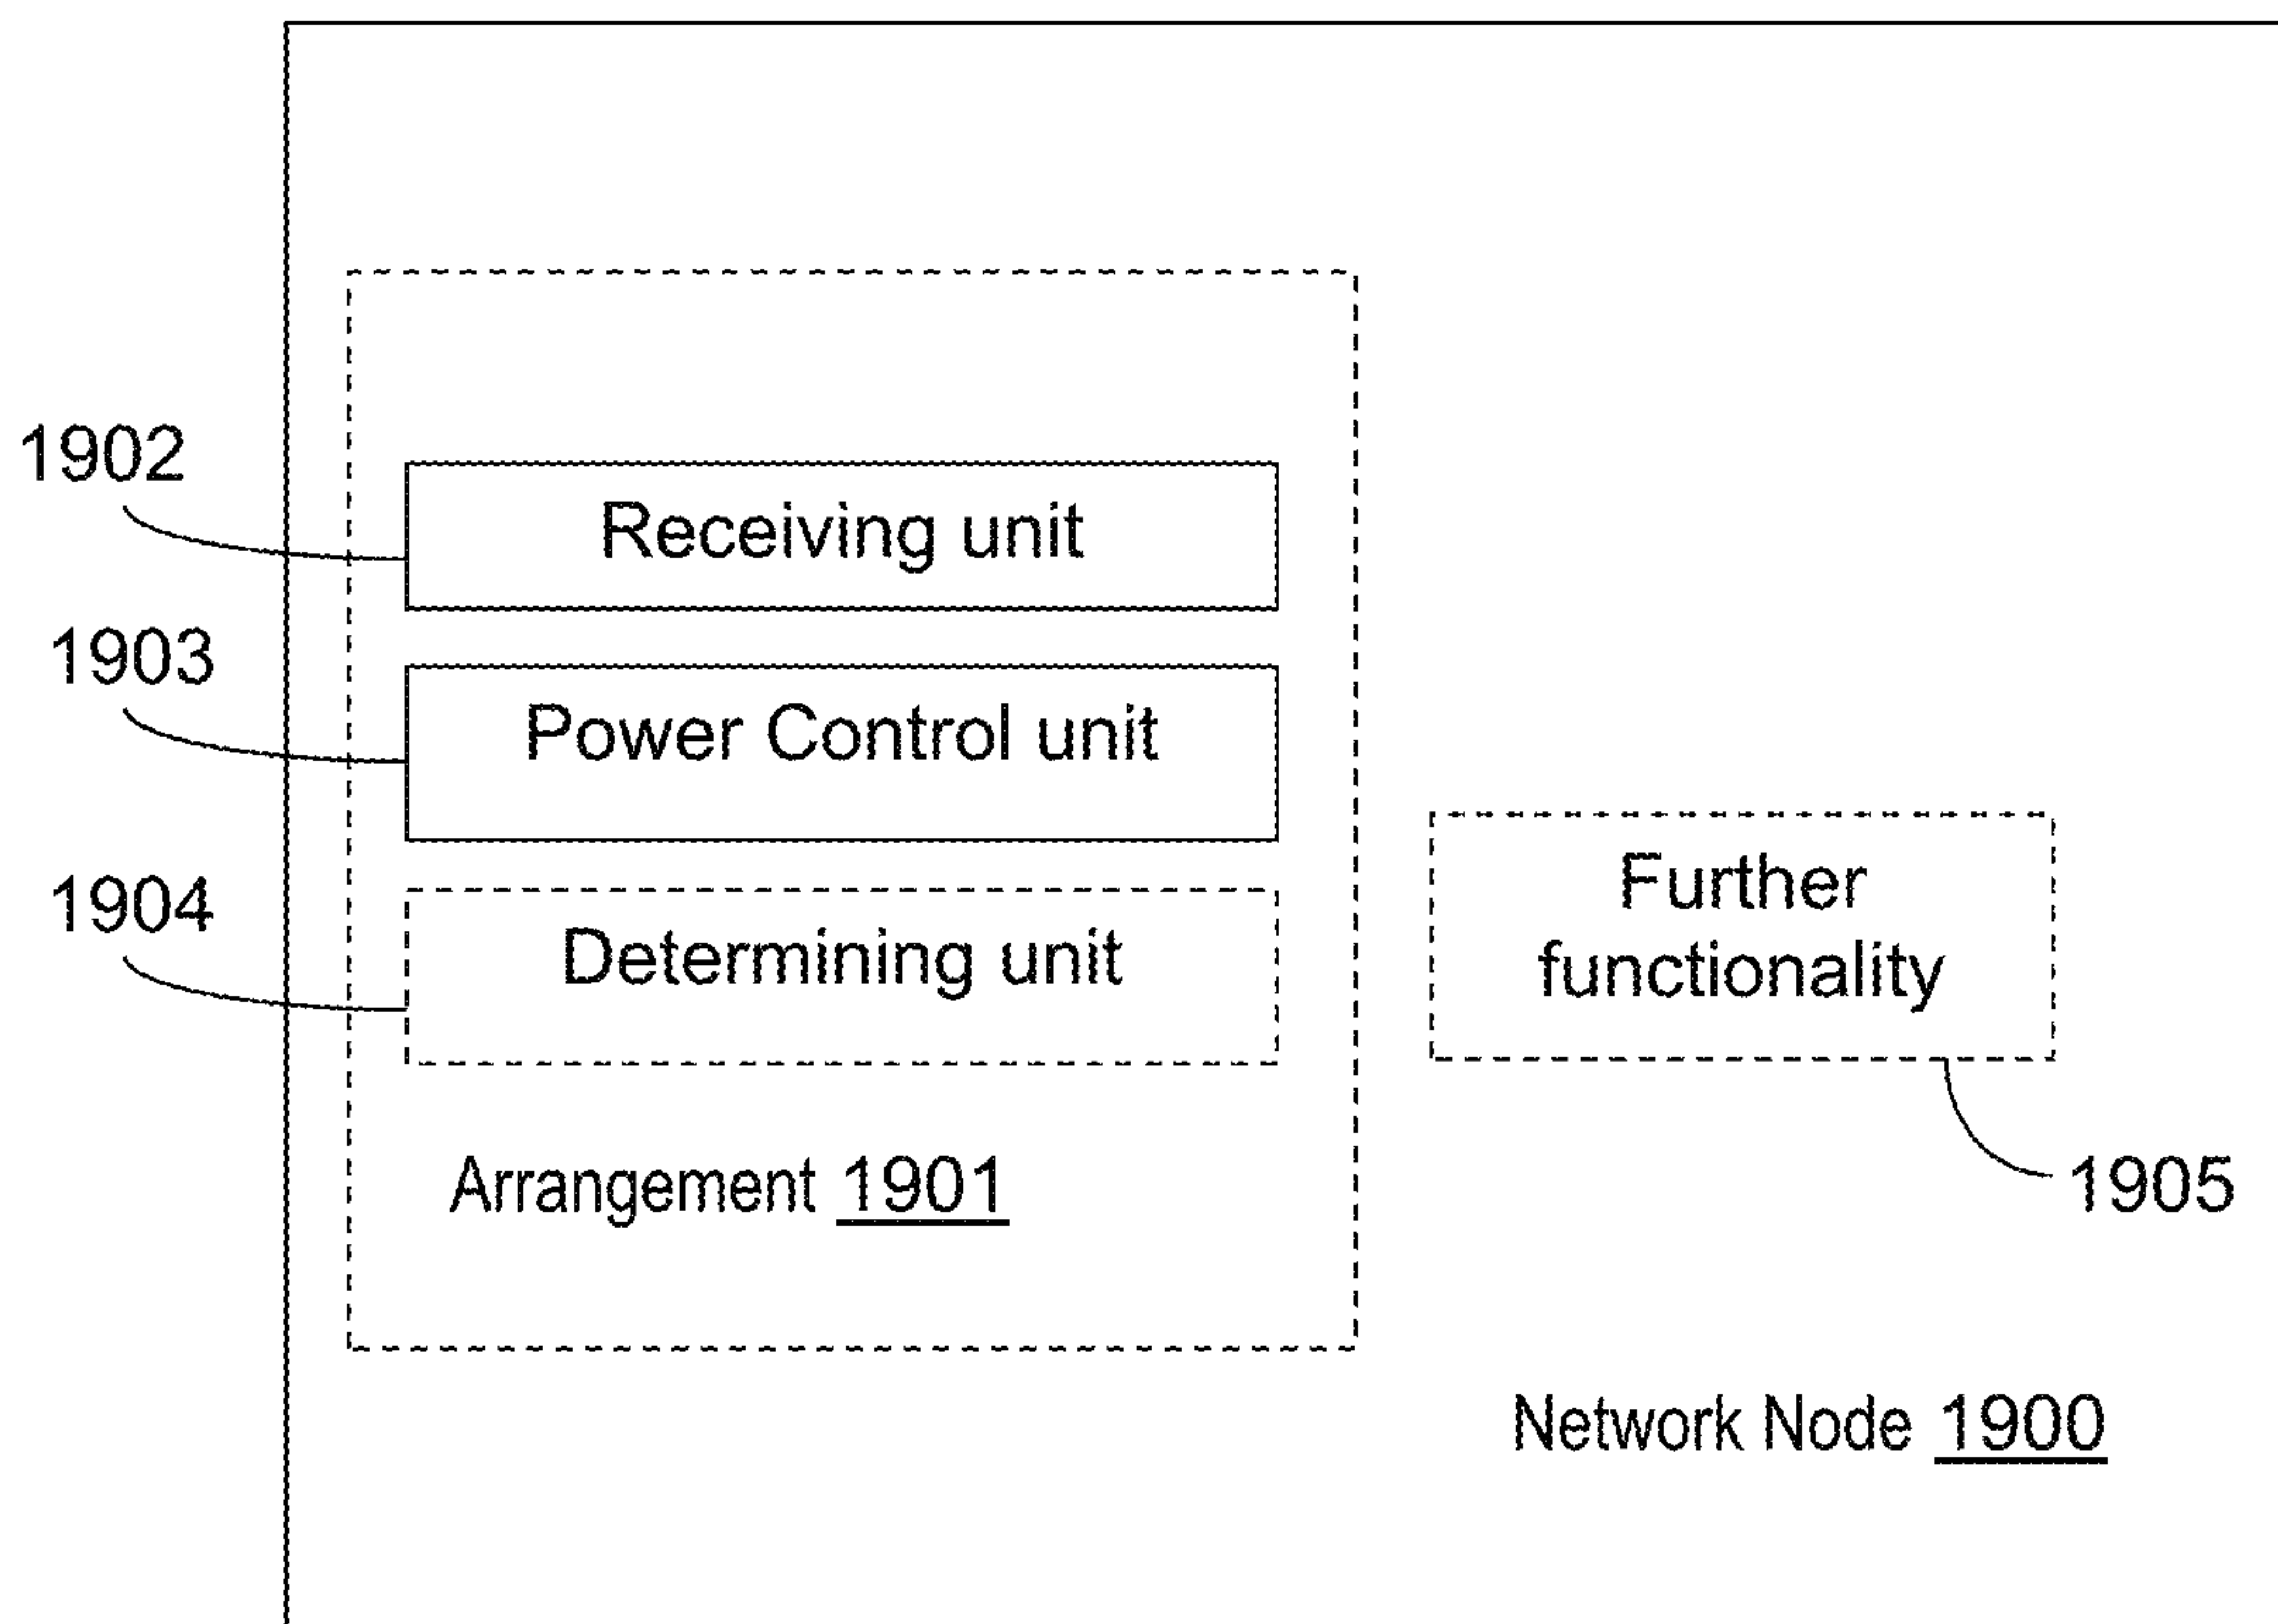 1902
Receiving unit
1903
Power Control unit
1904
Determining unit
Further
functionality
Arrangement 1901
1905
Network Node 1900